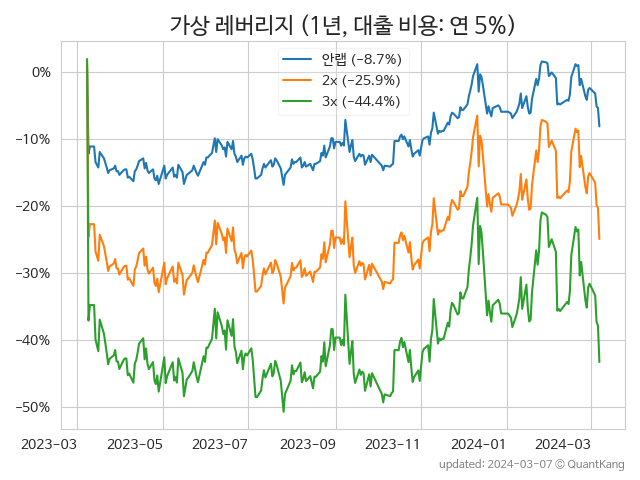 가상 레버리지 (1년, 대출 비용: 연 5%)
안랩 (−8.7%)
2x (−25.9%)
3x (−44.4%)
0%
−10%
−20%
−30%
−40%
−50%
2023−03 2023−05 2023−07 2023−09 2023−11 2024−01 2024−03
updated: 2024-03-07 © QuantKang